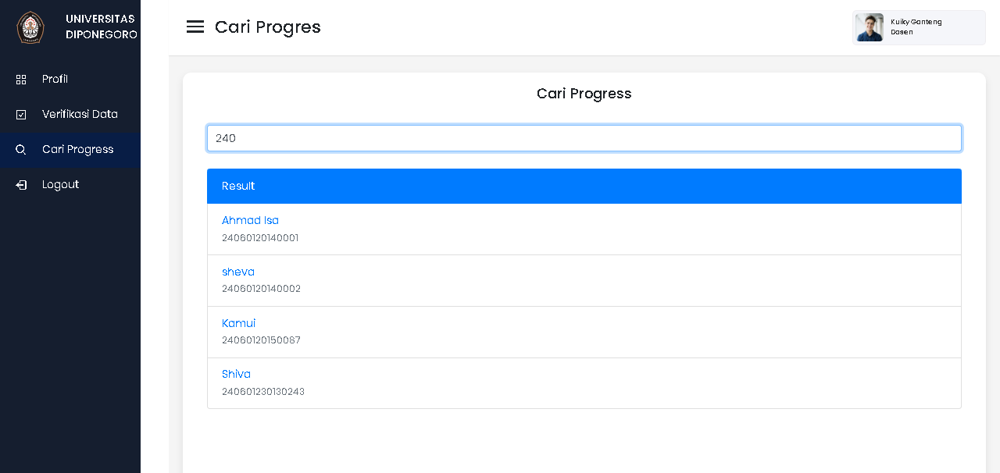 UNIVERSITAS
DIPONEGORO
Profil
Verifikasi Data
Cari Progress
Logout
Cari Progres
Kuiky Ganteng
Dosen
Cari Progress
240
Result
Ahmad Isa
24060120140001
sheva
24060120140002
Kamui
24060120150067
Shiva
240601230130243